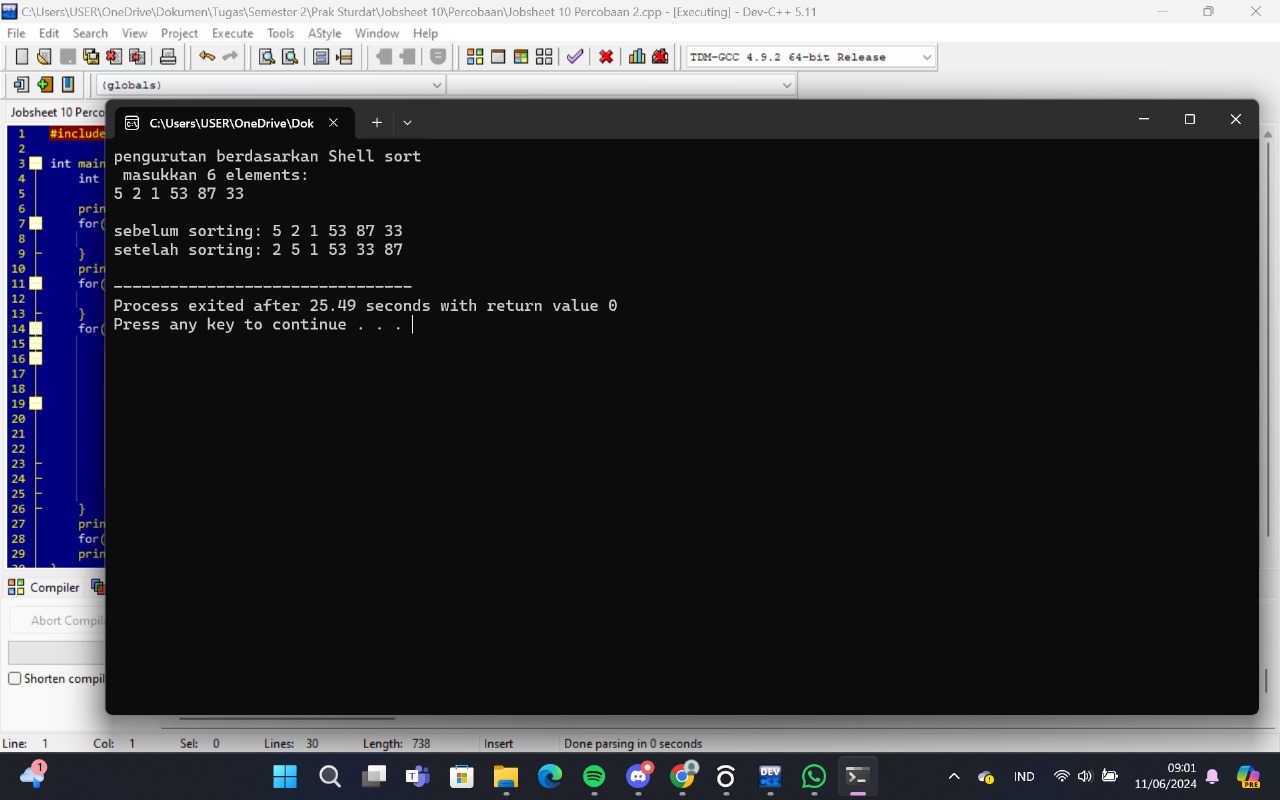 C:\Users\USER\OneDrive\Dokumen\Tugas\Semester 2\Prak Sturdat\Jobsheet 10\Percobaan\Jobsheet 10 Percobaan 2.cpp - [Executing] - Dev-C++ 5.11
File Edit Search View Project Execute Tools AStyle Window Help
TDM-GCC 4.9.2 64-bit Release
(globals)
Jobsheet 10 Perco
C:\Users\USER\OneDrive\Dok
1 #include
2
3 int main
4 int
5
6 prin
7 for(
8
9 }
10 prin
11 for(
12
13 }
14 for(
15
16
17
18
19
20
21
22
23
24
25
26 }
27 prin
28 for(
29 prin
pengurutan berdasarkan Shell sort
masukkan 6 elements:
5 2 1 53 87 33
sebelum sorting: 5 2 1 53 87 33
setelah sorting: 2 5 1 53 33 87
--------------------------------
Process exited after 25.49 seconds with return value 0
Press any key to continue . . .
Compiler
Abort Compil
Shorten compil
Line: 1 Col: 1 Sel: 0 Lines: 30 Length: 738 Insert Done parsing in 0 seconds
1
DEV
IND
09:01
11/06/2024
PRE